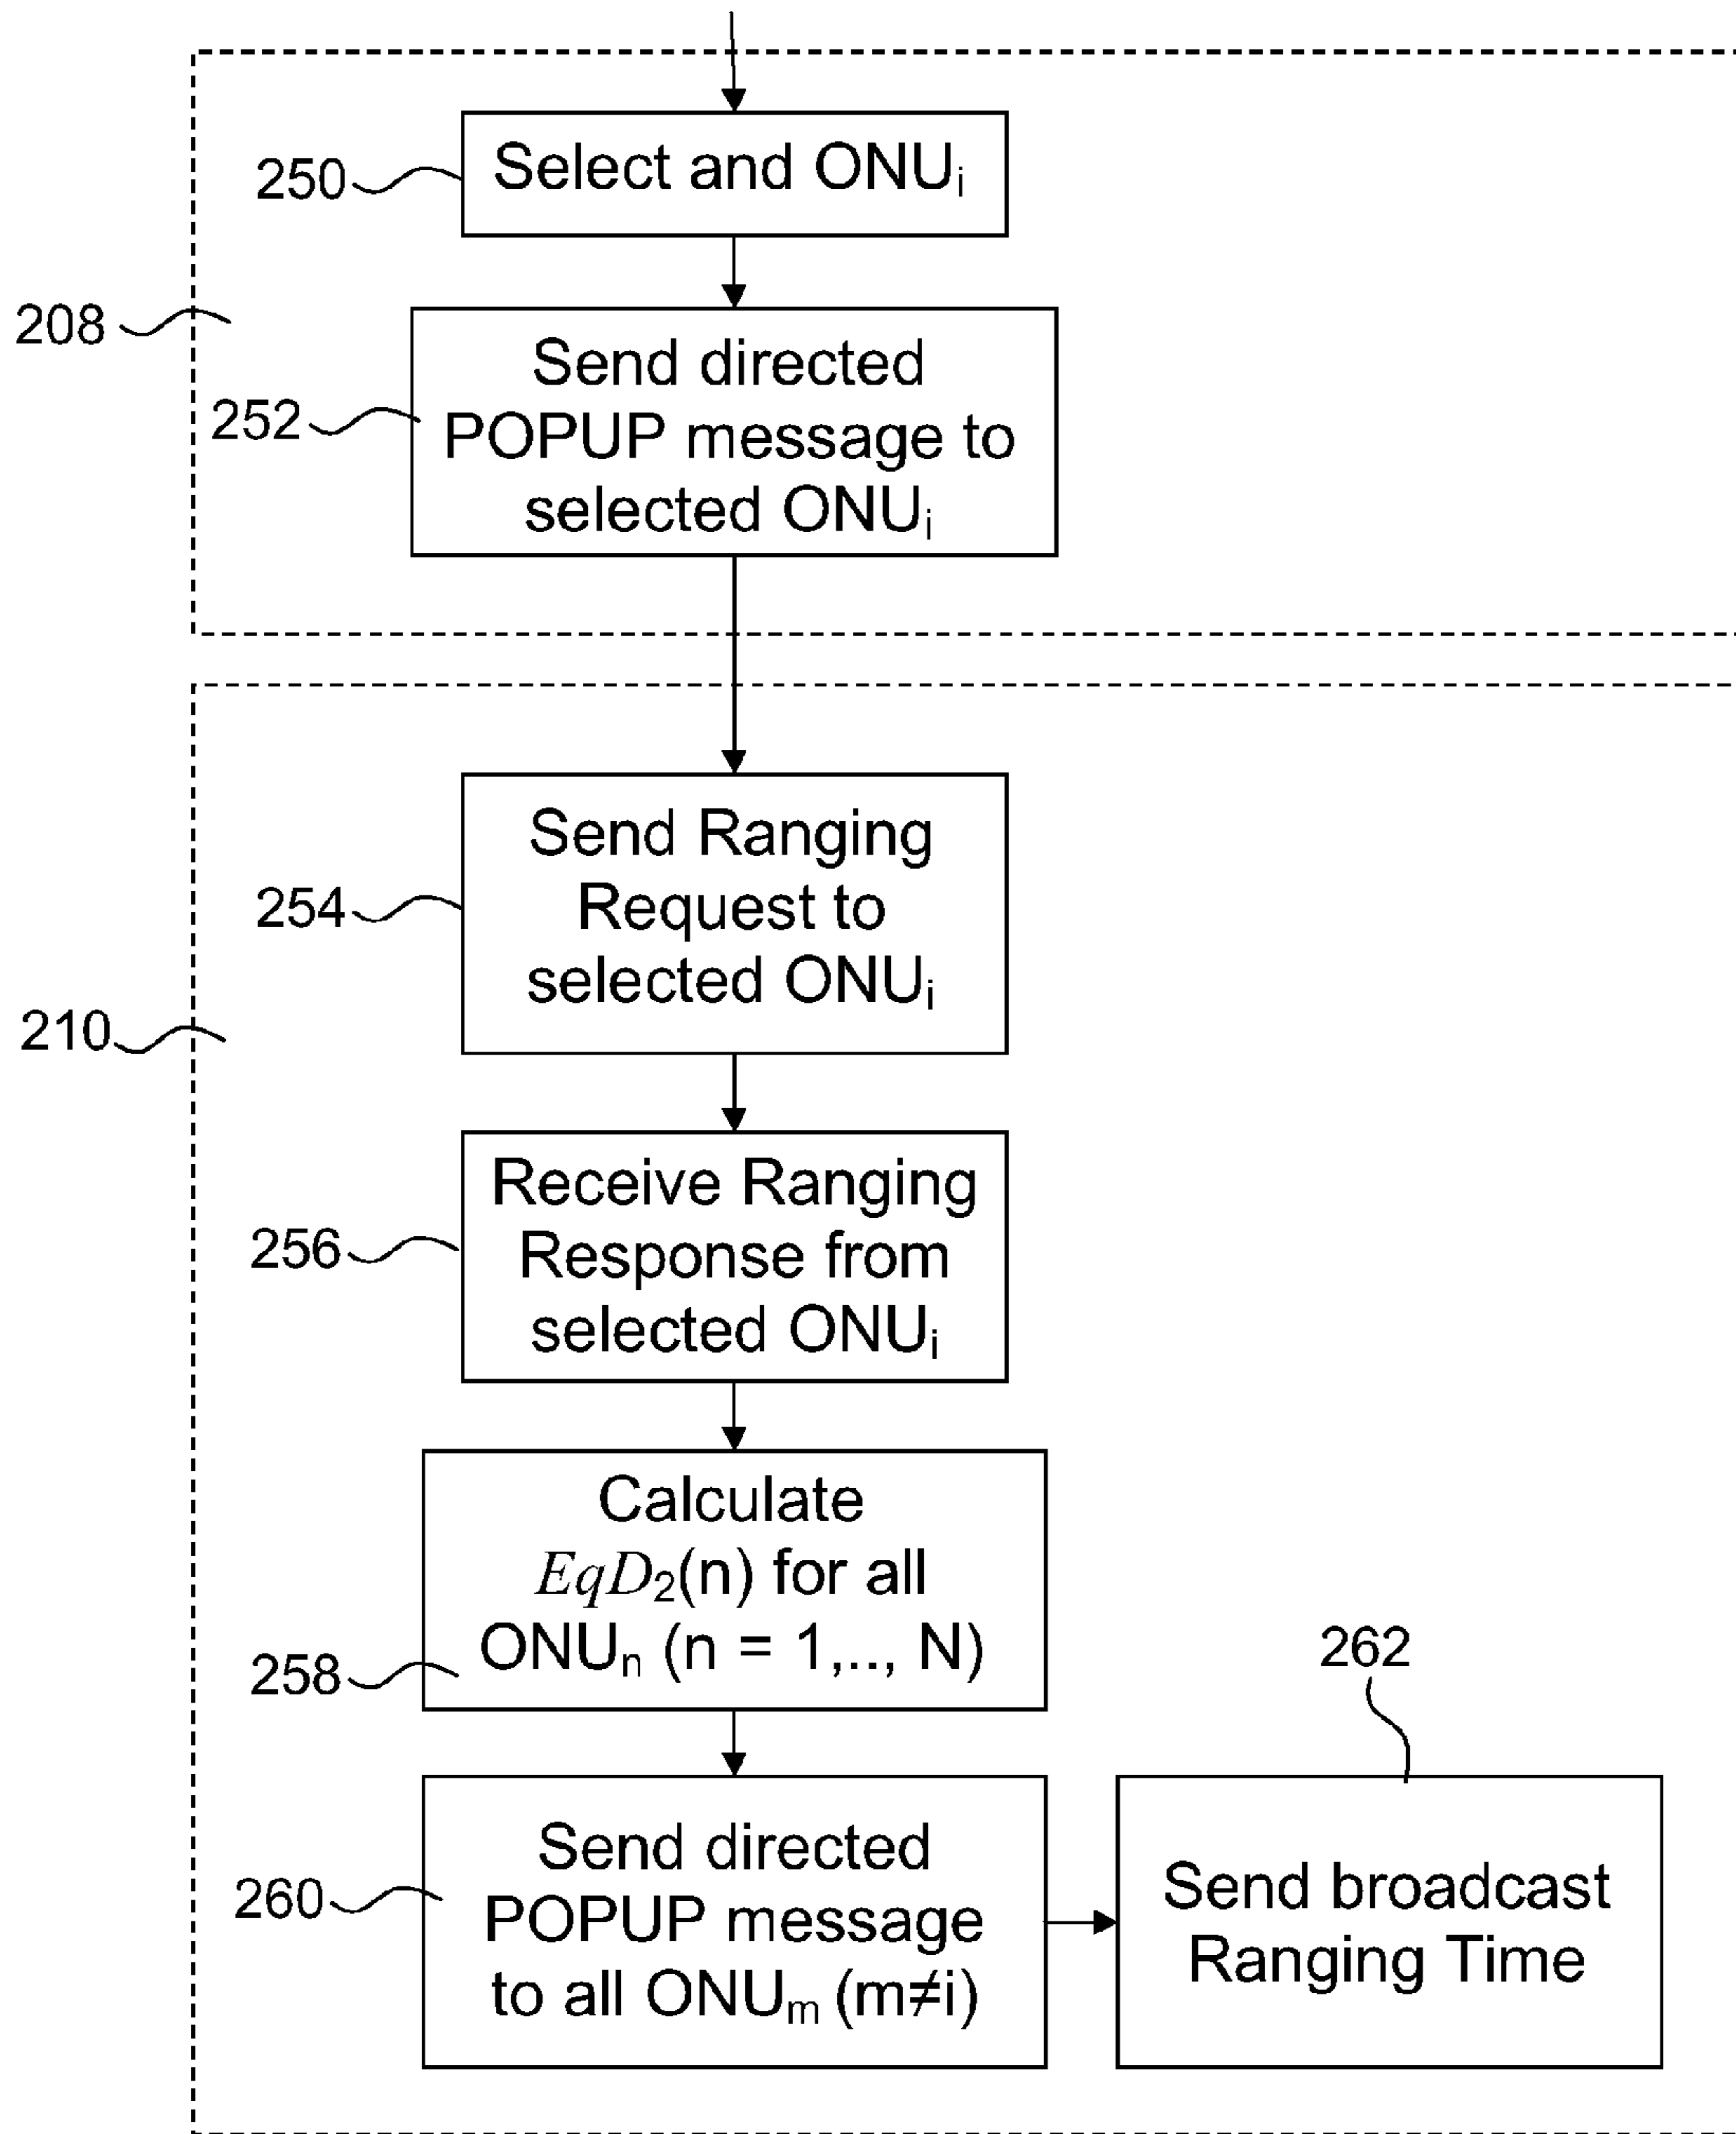 250
Select and ONUi
208
252
Send directed
POPUP message to
selected ONUi
254
Send Ranging
Request to
selected ONUi
210
256
Receive Ranging
Response from
selected ONUi
258
Calculate
EqD2(n) for all
ONUn (n = 1,.., N)
262
260
Send directed
POPUP message
to all ONUm (m≠i)
Send broadcast
Ranging Time